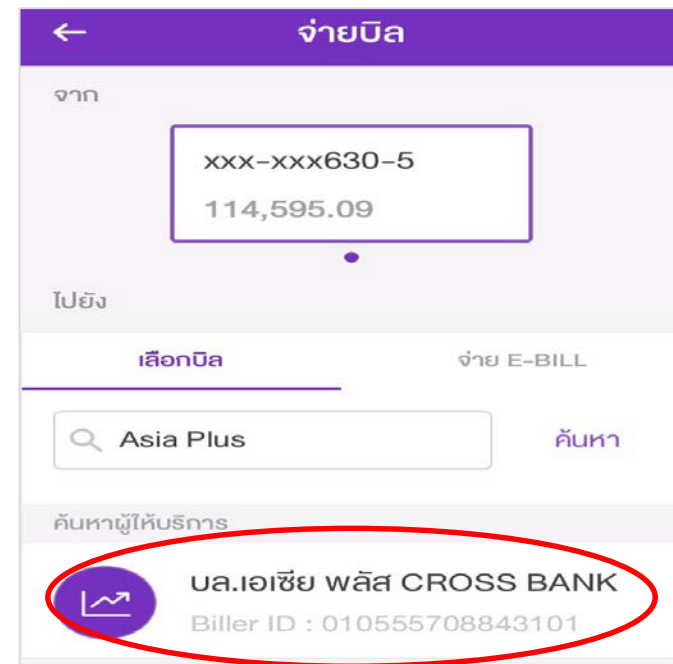 จ่ายบิล
จาก
xxx-xxx630-5
114,595.09
ไปยัง
เลือกบิล
จ่าย E-BILL
Asia Plus
ค้นหา
ค้นหาผู้ให้บริการ
บล.เอเซีย พลัส CROSS BANK
Biller ID : 010555708843101